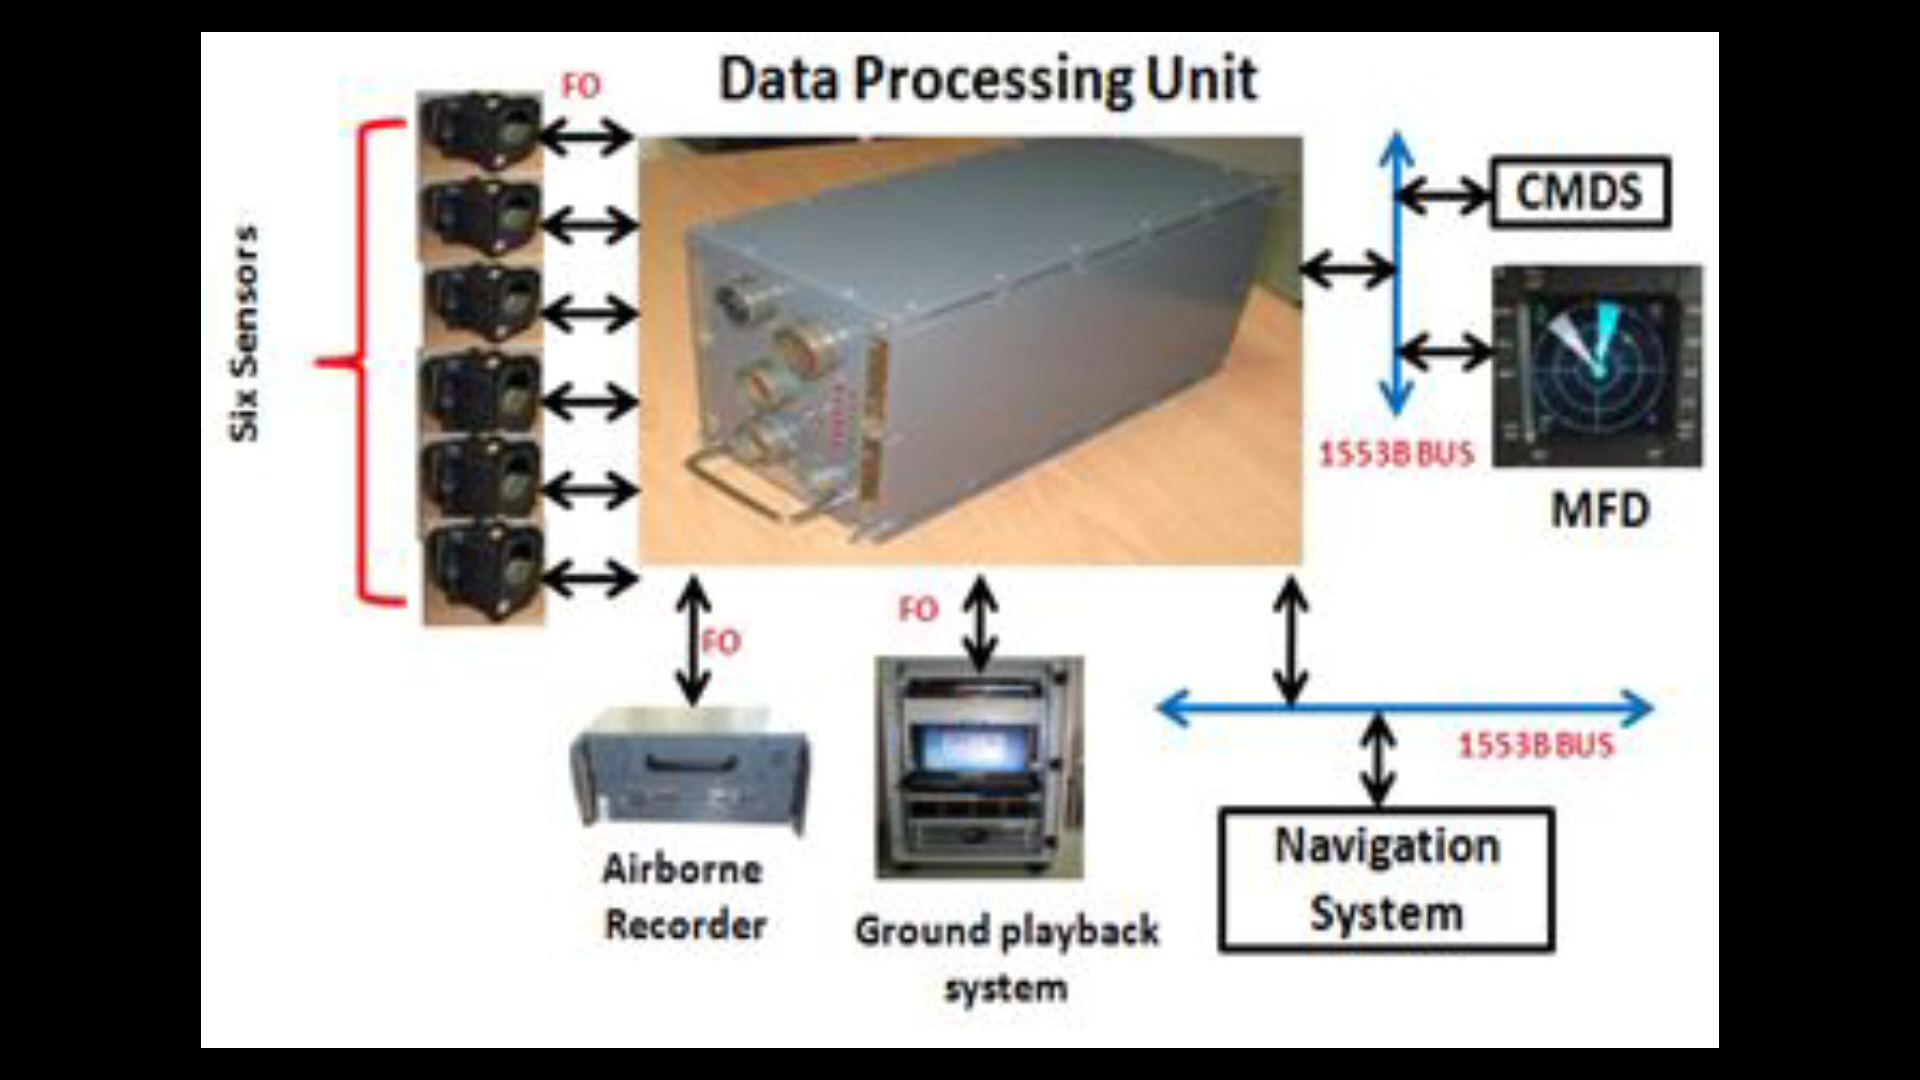 Data Processing Unit
FO
Six Sensors
CMDS
1553B BUS
MFD
FO
FO
1553B BUS
Airborne
Recorder
Ground playback
system
Navigation
System